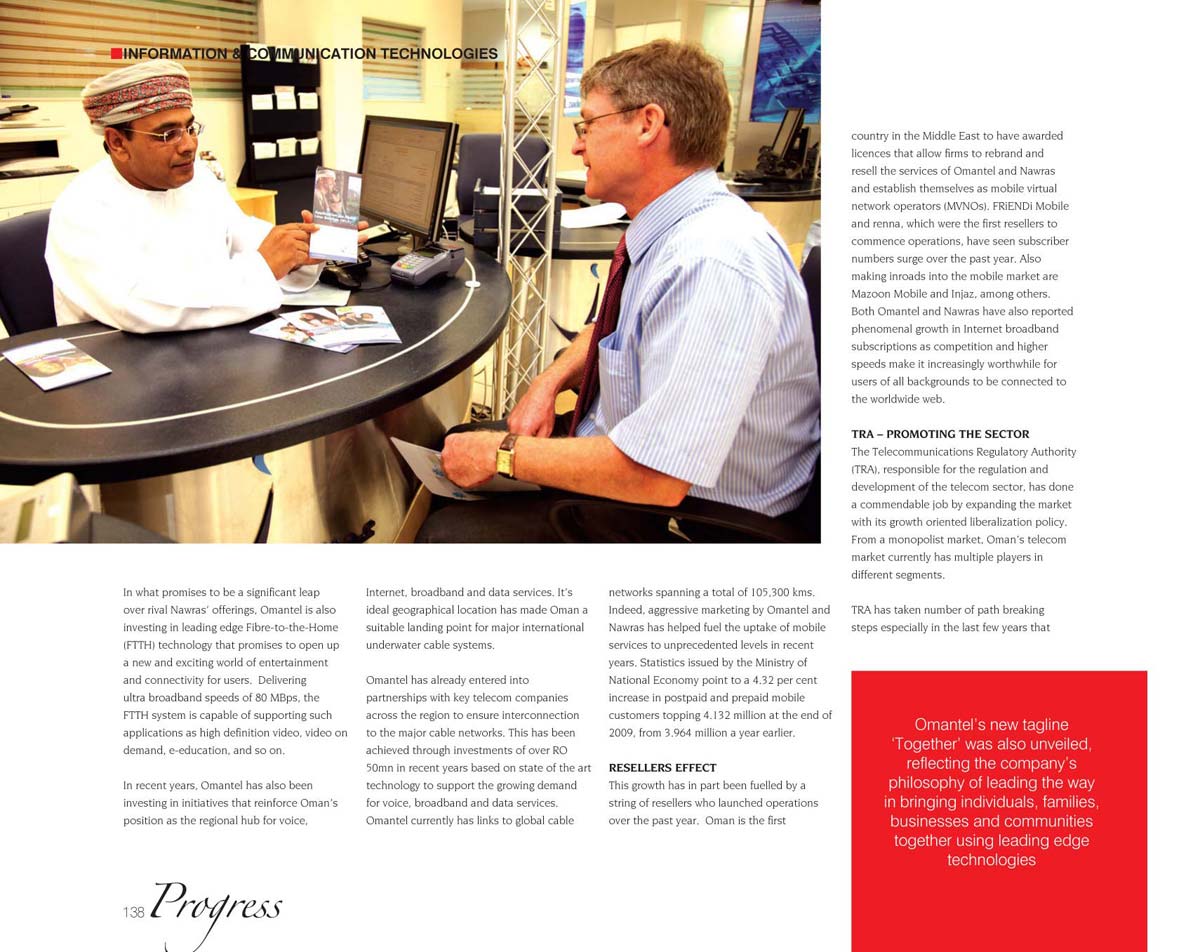 INFORMATION & COMMUNICATION TECHNOLOGIES
In what promises to be a significant leap
over rival Nawras' offerings, Omantel is also
investing in leading edge Fibre-to-the-Home
(FTTH) technology that promises to open up
a new and exciting world of entertainment
and connectivity for users.  Delivering
ultra broadband speeds of 80 MBps, the
FTTH system is capable of supporting such
applications as high definition video, video on
demand, e-education, and so on.
In recent years, Omantel has also been
investing in initiatives that reinforce Oman's
position as the regional hub for voice,
Internet, broadband and data services. It's
ideal geographical location has made Oman a
suitable landing point for major international
underwater cable systems.
Omantel has already entered into
partnerships with key telecom companies
across the region to ensure interconnection
to the major cable networks. This has been
achieved through investments of over RO
50mn in recent years based on state of the art
technology to support the growing demand
for voice, broadband and data services.
Omantel currently has links to global cable
networks spanning a total of 105,300 kms.
Indeed, aggressive marketing by Omantel and
Nawras has helped fuel the uptake of mobile
services to unprecedented levels in recent
years. Statistics issued by the Ministry of
National Economy point to a 4.32 per cent
increase in postpaid and prepaid mobile
customers topping 4.132 million at the end of
2009, from 3.964 million a year earlier.
RESELLERS EFFECT
This growth has in part been fuelled by a
string of resellers who launched operations
over the past year.  Oman is the first
country in the Middle East to have awarded
licences that allow firms to rebrand and
resell the services of Omantel and Nawras
and establish themselves as mobile virtual
network operators (MVNOs). FRiENDi Mobile
and renna, which were the first resellers to
commence operations, have seen subscriber
numbers surge over the past year. Also
making inroads into the mobile market are
Mazoon Mobile and Injaz, among others.
Both Omantel and Nawras have also reported
phenomenal growth in Internet broadband
subscriptions as competition and higher
speeds make it increasingly worthwhile for
users of all backgrounds to be connected to
the worldwide web.
TRA – PROMOTING THE SECTOR
The Telecommunications Regulatory Authority
(TRA), responsible for the regulation and
development of the telecom sector, has done
a commendable job by expanding the market
with its growth oriented liberalization policy.
From a monopolist market, Oman's telecom
market currently has multiple players in
different segments.
TRA has taken number of path breaking
steps especially in the last few years that
Omantel's new tagline
'Together' was also unveiled,
reflecting the company's
philosophy of leading the way
in bringing individuals, families,
businesses and communities
together using leading edge
technologies
138 Progress